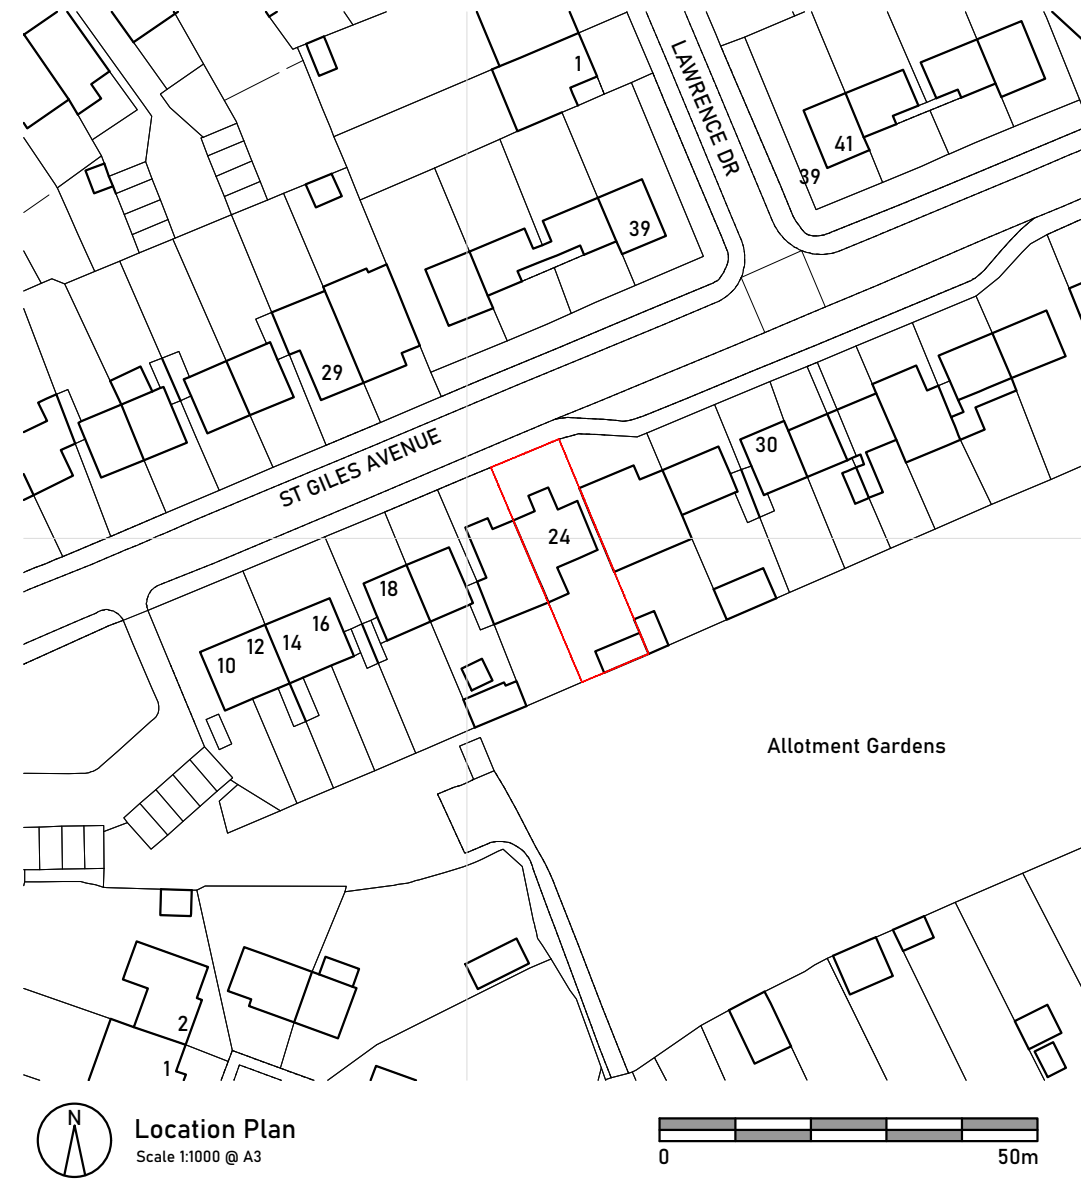 1
LAWRENCE DR
41
39
39
29
ST GILES AVENUE
30
24
18
16
14
12
10
Allotment Gardens
2
1
N
Location Plan
Scale 1:1000 @ A3
0 50m